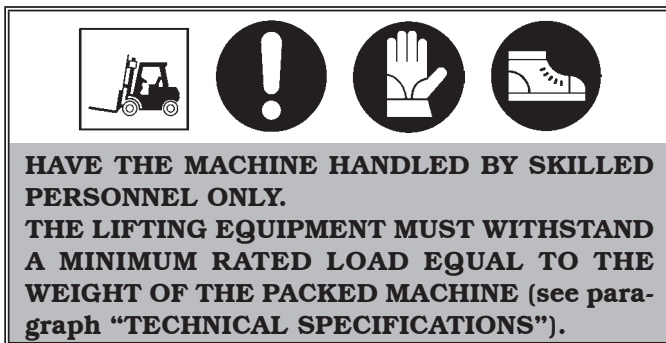 HAVE THE MACHINE HANDLED BY SKILLED
PERSONNEL ONLY.
THE LIFTING EQUIPMENT MUST WITHSTAND
A MINIMUM RATED LOAD EQUAL TO THE
WEIGHT OF THE PACKED MACHINE (see para-
graph “TECHNICAL SPECIFICATIONS”).